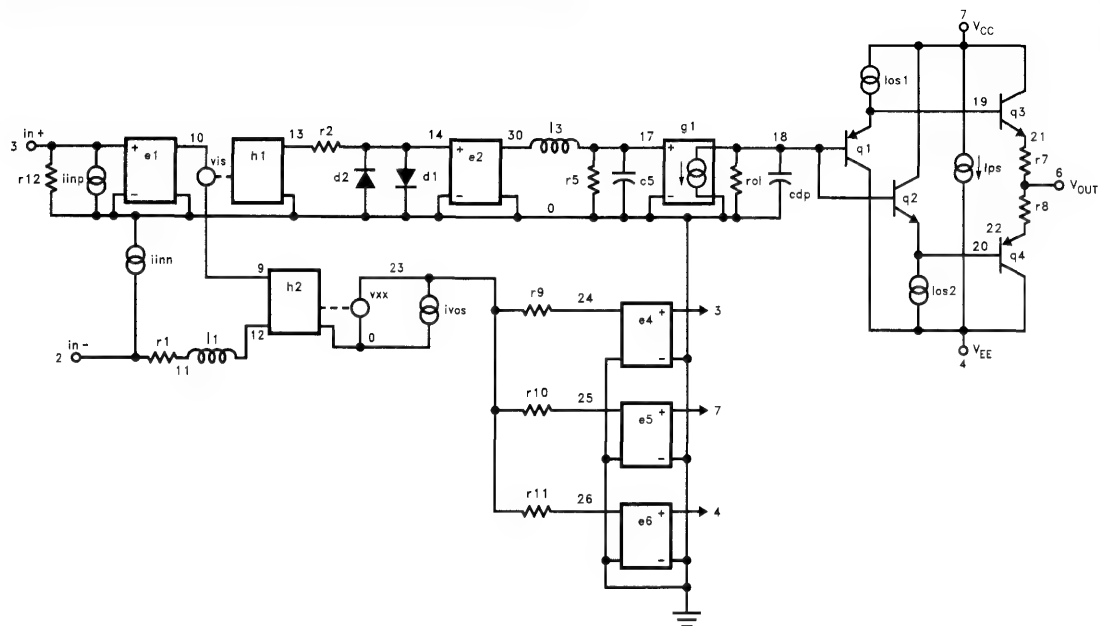 7
VCC
Ios1
19
q3
21
in+
3
10
13
r2
14
30
l3
17
g1
18
q1
r7
+
e1
vis
h1
+
e2
+
Ips
6
VOUT
r12
iinp
d2
d1
r5
c5
rol
cdp
q2
r8
-
-
0
-
22
20
q4
iinn
9
h2
23
vxx
ivos
Ios2
r9
24
e4
+
3
in-
2
r1
l1
12
0
-
VEE
4
11
r10
25
+
7
e5
-
r11
26
+
4
e6
-